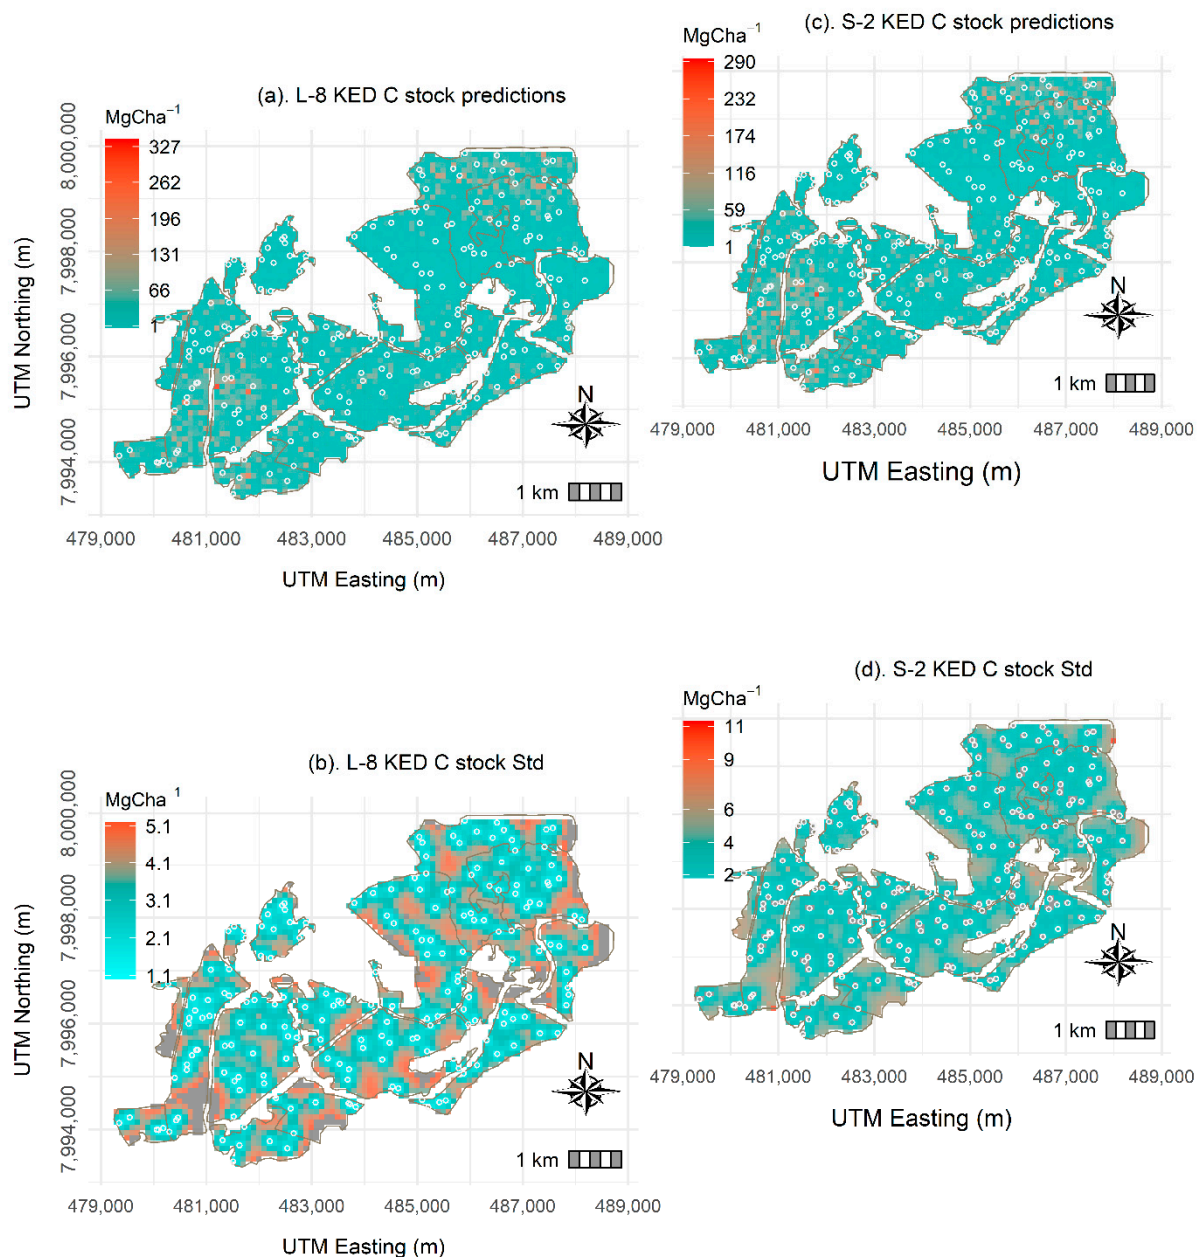 (a). L-8 KED C stock predictions
MgCha⁻¹
327
262
196
131
66
1
UTM Northing (m)
8,000,000
7,998,000
7,996,000
7,994,000
N
1 km
479,000 481,000 483,000 485,000 487,000 489,000
UTM Easting (m)
(c). S-2 KED C stock predictions
MgCha⁻¹
290
232
174
116
59
1
N
1 km
479,000 481,000 483,000 485,000 487,000 489,000
UTM Easting (m)
(b). L-8 KED C stock Std
MgCha ¹
5.1
4.1
3.1
2.1
1.1
UTM Northing (m)
8,000,000
7,998,000
7,996,000
7,994,000
N
1 km
479,000 481,000 483,000 485,000 487,000 489,000
UTM Easting (m)
(d). S-2 KED C stock Std
MgCha⁻¹
11
9
6
4
2
N
1 km
479,000 481,000 483,000 485,000 487,000 489,000
UTM Easting (m)